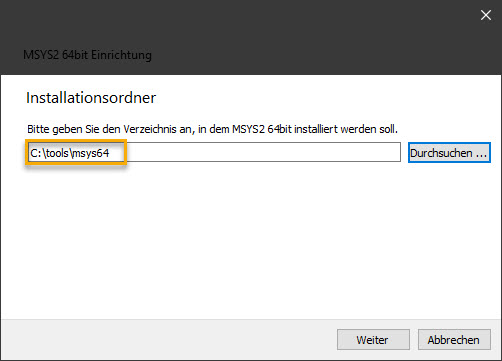 MSYS2 64bit Einrichtung
Installationsordner
Bitte geben Sie den Verzeichnis an, in dem MSYS2 64bit installiert werden soll.
C:\tools\msys64
Durchsuchen ...
Weiter
Abbrechen